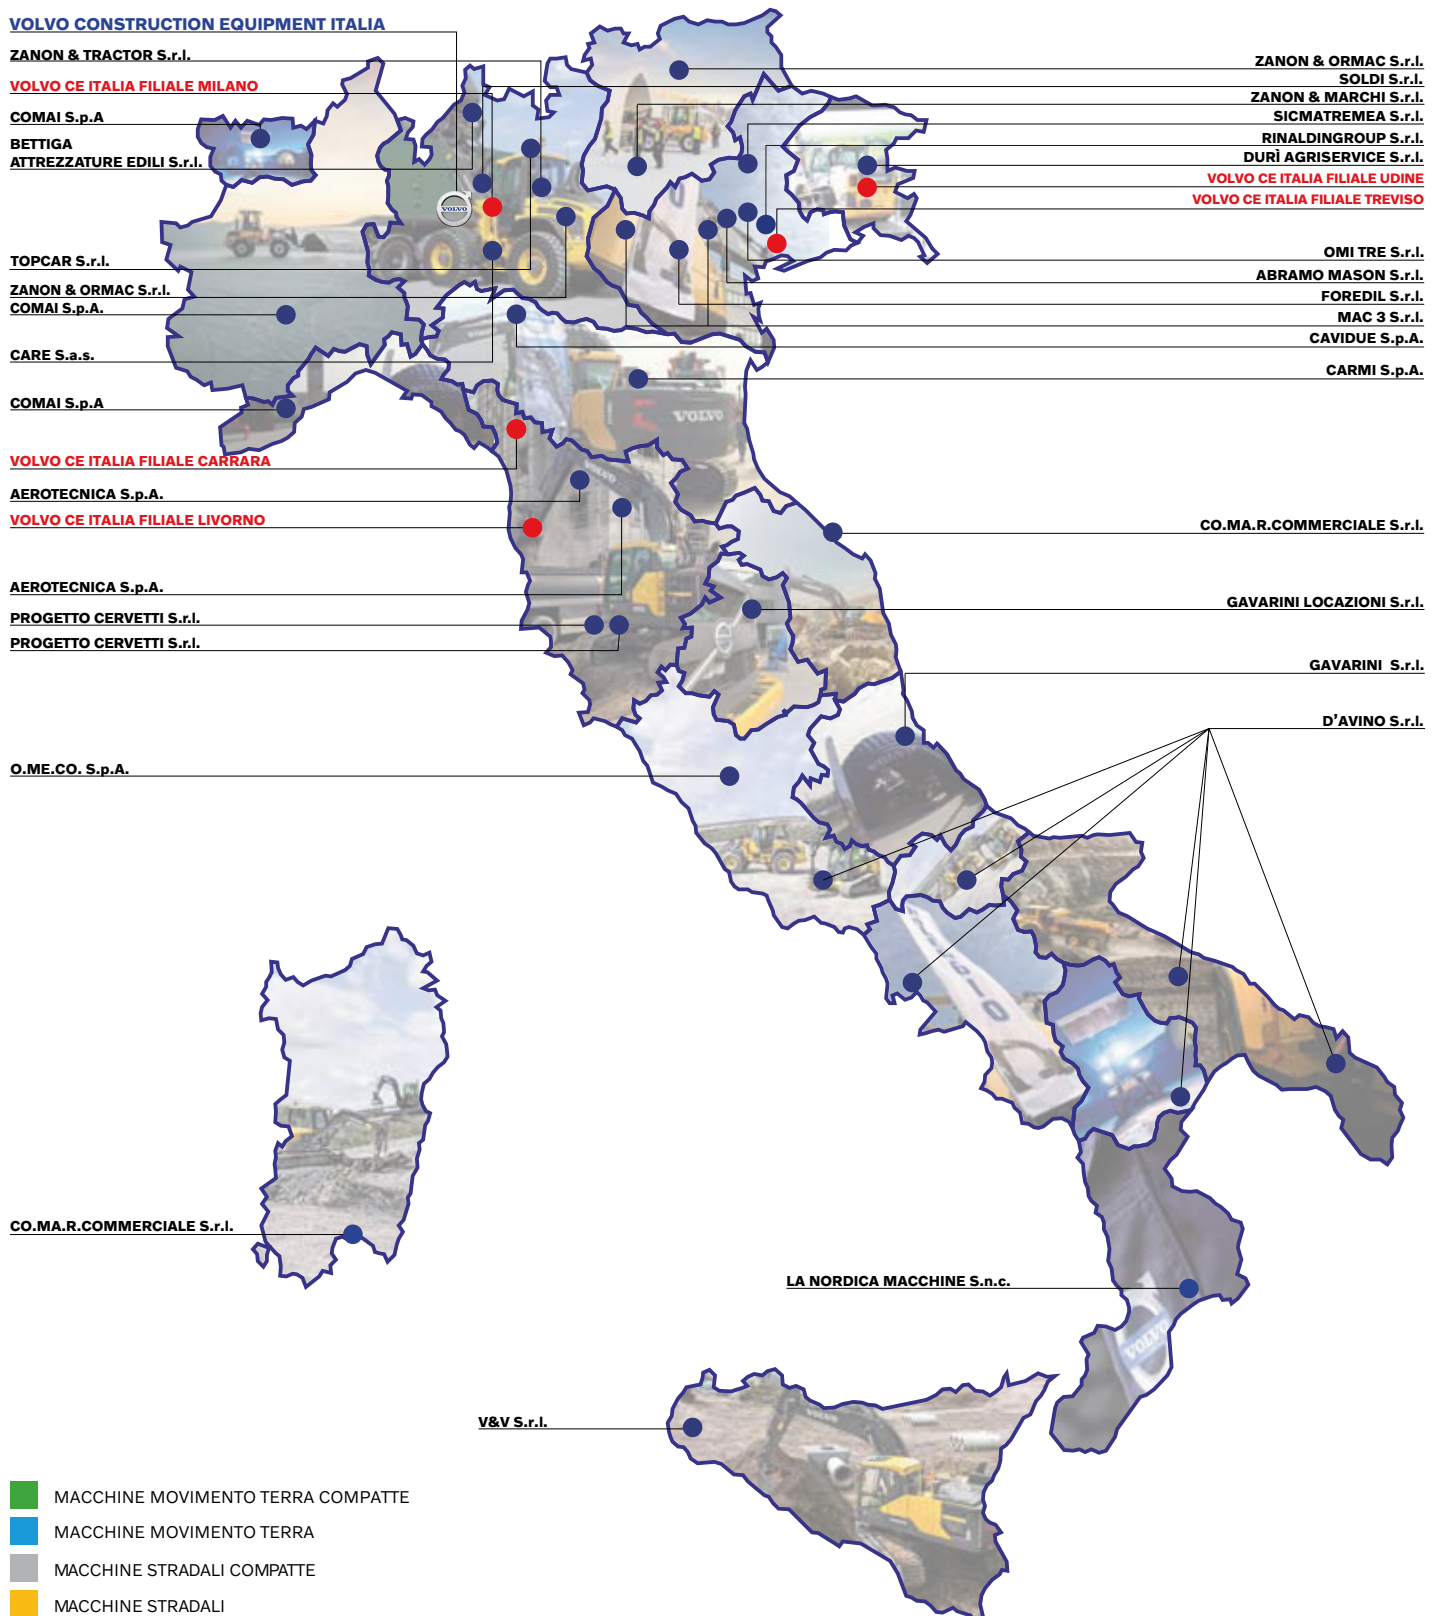 VOLVO CONSTRUCTION EQUIPMENT ITALIA
ZANON & TRACTOR S.r.l.
VOLVO CE ITALIA FILIALE MILANO
COMAI S.p.A
BETTIGA
ATTREZZATURE EDILI S.r.l.
TOPCAR S.r.l.
ZANON & ORMAC S.r.l.
COMAI S.p.A.
CARE S.a.s.
COMAI S.p.A
VOLVO CE ITALIA FILIALE CARRARA
AEROTECNICA S.p.A.
VOLVO CE ITALIA FILIALE LIVORNO
AEROTECNICA S.p.A.
PROGETTO CERVETTI S.r.l.
PROGETTO CERVETTI S.r.l.
O.ME.CO. S.p.A.
CO.MA.R.COMMERCIALE S.r.l.
ZANON & ORMAC S.r.l.
SOLDI S.r.l.
ZANON & MARCHI S.r.l.
SICMATREMEA S.r.l.
RINALDINGROUP S.r.l.
DURÌ AGRISERVICE S.r.l.
VOLVO CE ITALIA FILIALE UDINE
VOLVO CE ITALIA FILIALE TREVISO
OMI TRE S.r.l.
ABRAMO MASON S.r.l.
FOREDIL S.r.l.
MAC 3 S.r.l.
CAVIDUE S.p.A.
CARMI S.p.A.
CO.MA.R.COMMERCIALE S.r.l.
GAVARINI LOCAZIONI S.r.l.
GAVARINI S.r.l.
D'AVINO S.r.l.
LA NORDICA MACCHINE S.n.c.
V&V S.r.l.
VOLVO
VOLVO
VOLVO
VOLVO
MACCHINE MOVIMENTO TERRA COMPATTE
MACCHINE MOVIMENTO TERRA
MACCHINE STRADALI COMPATTE
MACCHINE STRADALI